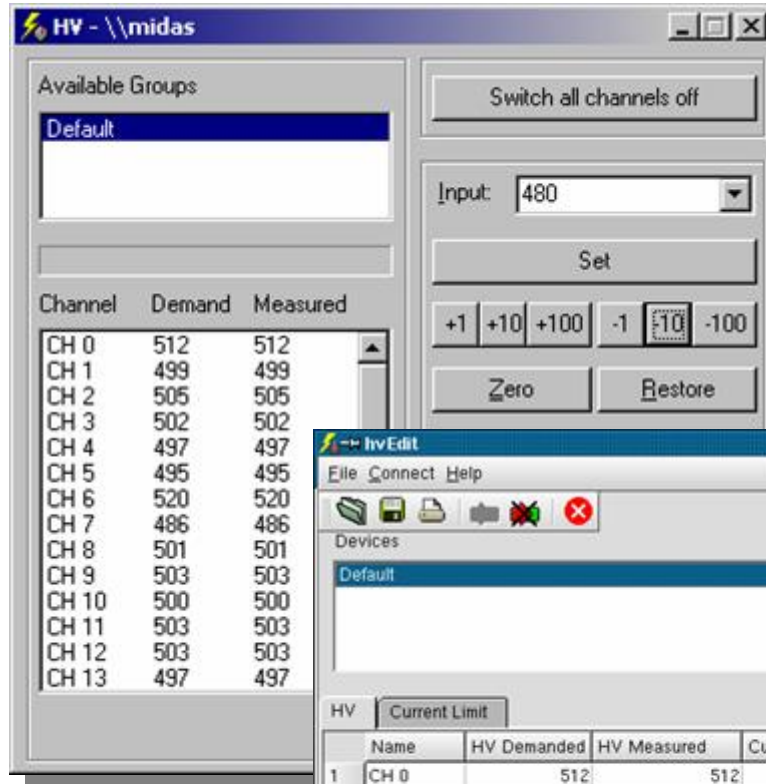 HV - \\midas
Available Groups
Default
Switch all channels off
Input: 480
Set
+1 +10 +100 -1 -10 -100
Zero Restore
Channel Demand Measured
CH 0 512 512
CH 1 499 499
CH 2 505 505
CH 3 502 502
CH 4 497 497
CH 5 495 495
CH 6 520 520
CH 7 486 486
CH 8 501 501
CH 9 503 503
CH 10 500 500
CH 11 503 503
CH 12 503 503
CH 13 497 497
hvEdit
File Connect Help
Devices
Default
HV Current Limit
Name HV Demanded HV Measured Cu
1 CH 0 512 512